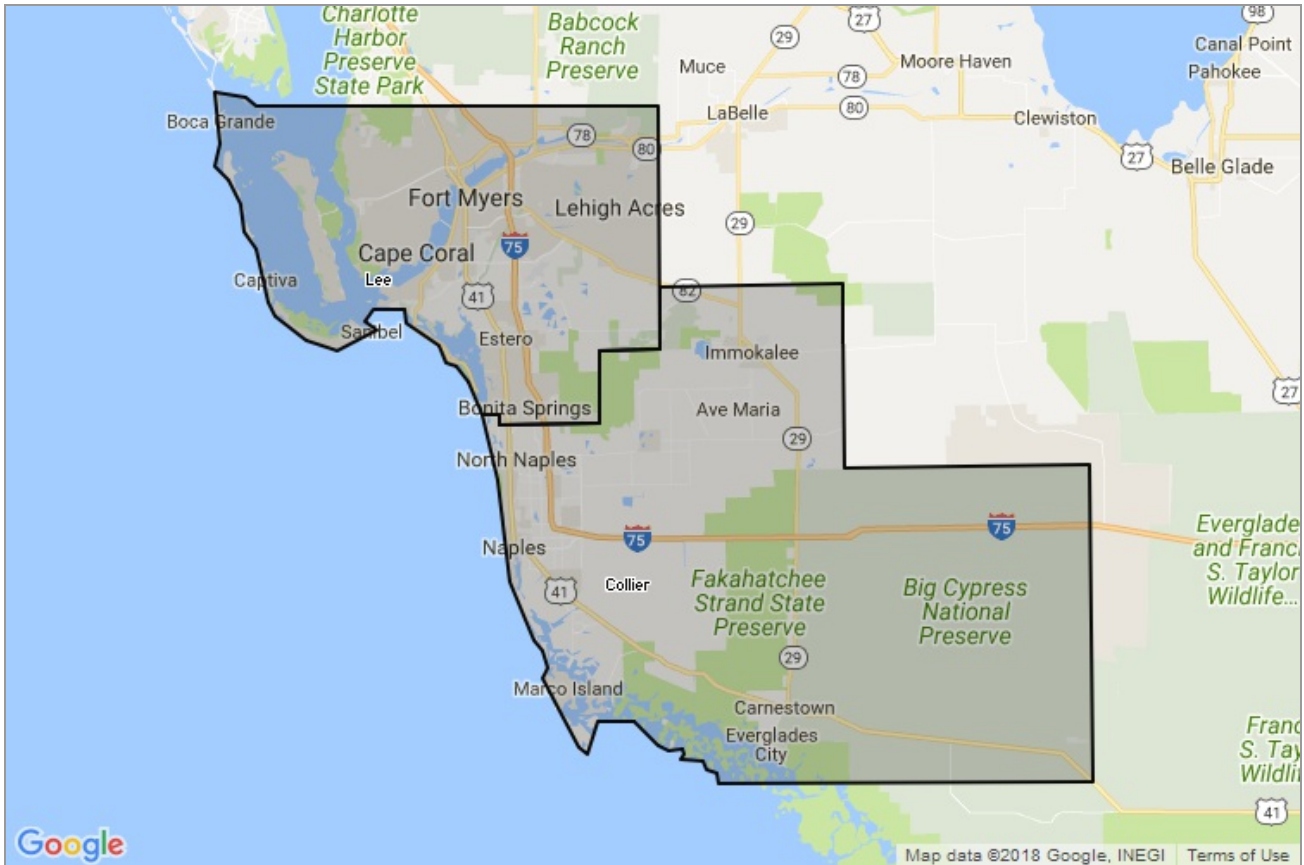 Charlotte
Harbor
Preserve
State Park
Babcock
Ranch
Preserve
27
29
98
Canal Point
Pahokee
Muce
78
Moore Haven
LaBelle
80
Clewiston
27
Belle Glade
Boca Grande
78
80
Fort Myers
Lehigh Acres
29
75
Cape Coral
Captiva
Lee
41
82
Sanibel
Estero
Immokalee
27
Bonita Springs
Ave Maria
29
North Naples
75
75
Naples
Everglade
and Franc
S. Taylor
Wildlife...
41
Collier
Fakahatchee
Strand State
Preserve
Big Cypress
National
Preserve
29
Marco Island
Carnestown
Everglades
City
Franc
S. Tay
Wildli
41
Google
Map data ©2018 Google, INEGI
Terms of Use